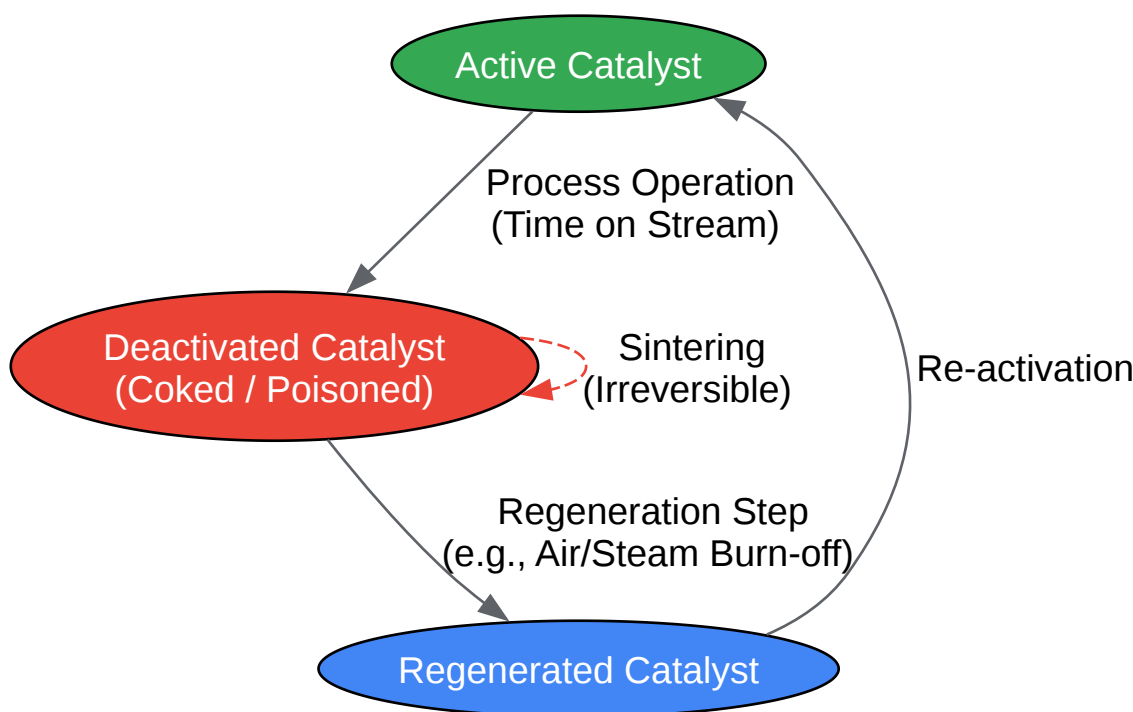 Active Catalyst
Process Operation
(Time on Stream)
Deactivated Catalyst
(Coked / Poisoned)
Sintering
(Irreversible)
Re-activation
Regeneration Step
(e.g., Air/Steam Burn-off)
Regenerated Catalyst